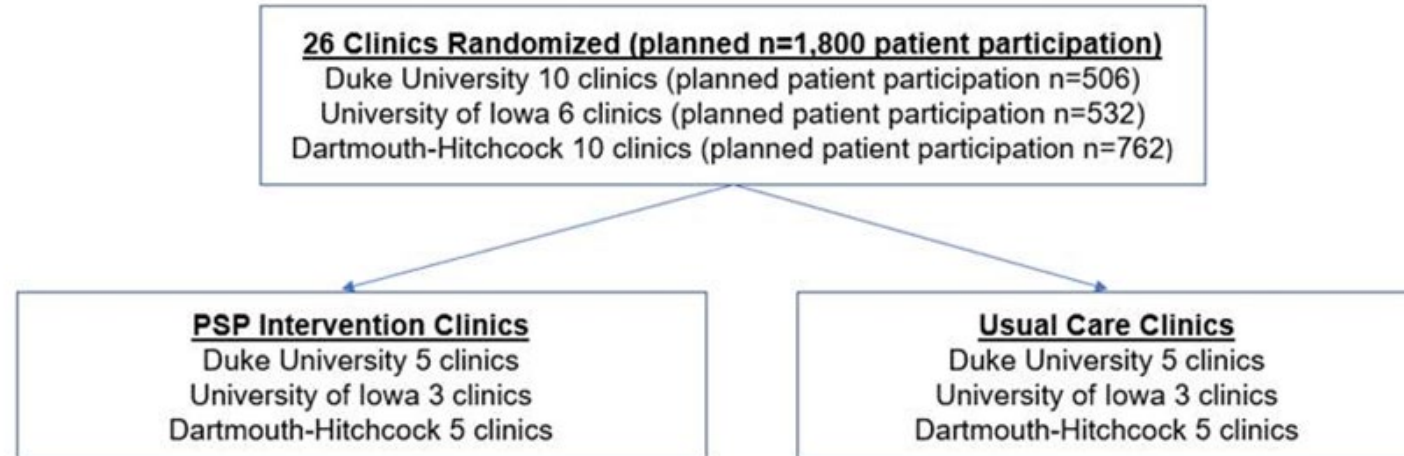 26 Clinics Randomized (planned n=1,800 patient participation)
Duke University 10 clinics (planned patient participation n=506)
University of Iowa 6 clinics (planned patient participation n=532)
Dartmouth-Hitchcock 10 clinics (planned patient participation n=762)
PSP Intervention Clinics
Duke University 5 clinics
University of Iowa 3 clinics
Dartmouth-Hitchcock 5 clinics
Usual Care Clinics
Duke University 5 clinics
University of Iowa 3 clinics
Dartmouth-Hitchcock 5 clinics